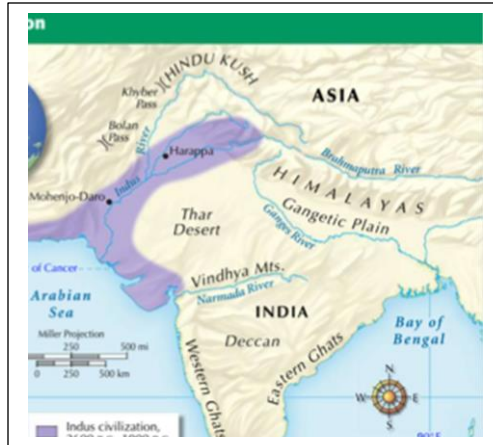 on
HINDU KUSH
Khyber
Pass
ASIA
Bolan
Pass
River
Harappa
Brahmaputra River
Mohenjo-Daro
Indus
HIMALAYAS
Gangetic Plain
Thar
Desert
Ganges River
of Cancer
Vindhya Mts.
Narmada River
Arabian
Sea
INDIA
Bay of
Bengal
Miller Projection
250 500 mi
0 250 500 km
Deccan
Western Ghats
Eastern Ghats
N
W E
S
Indus civilization,
90°E